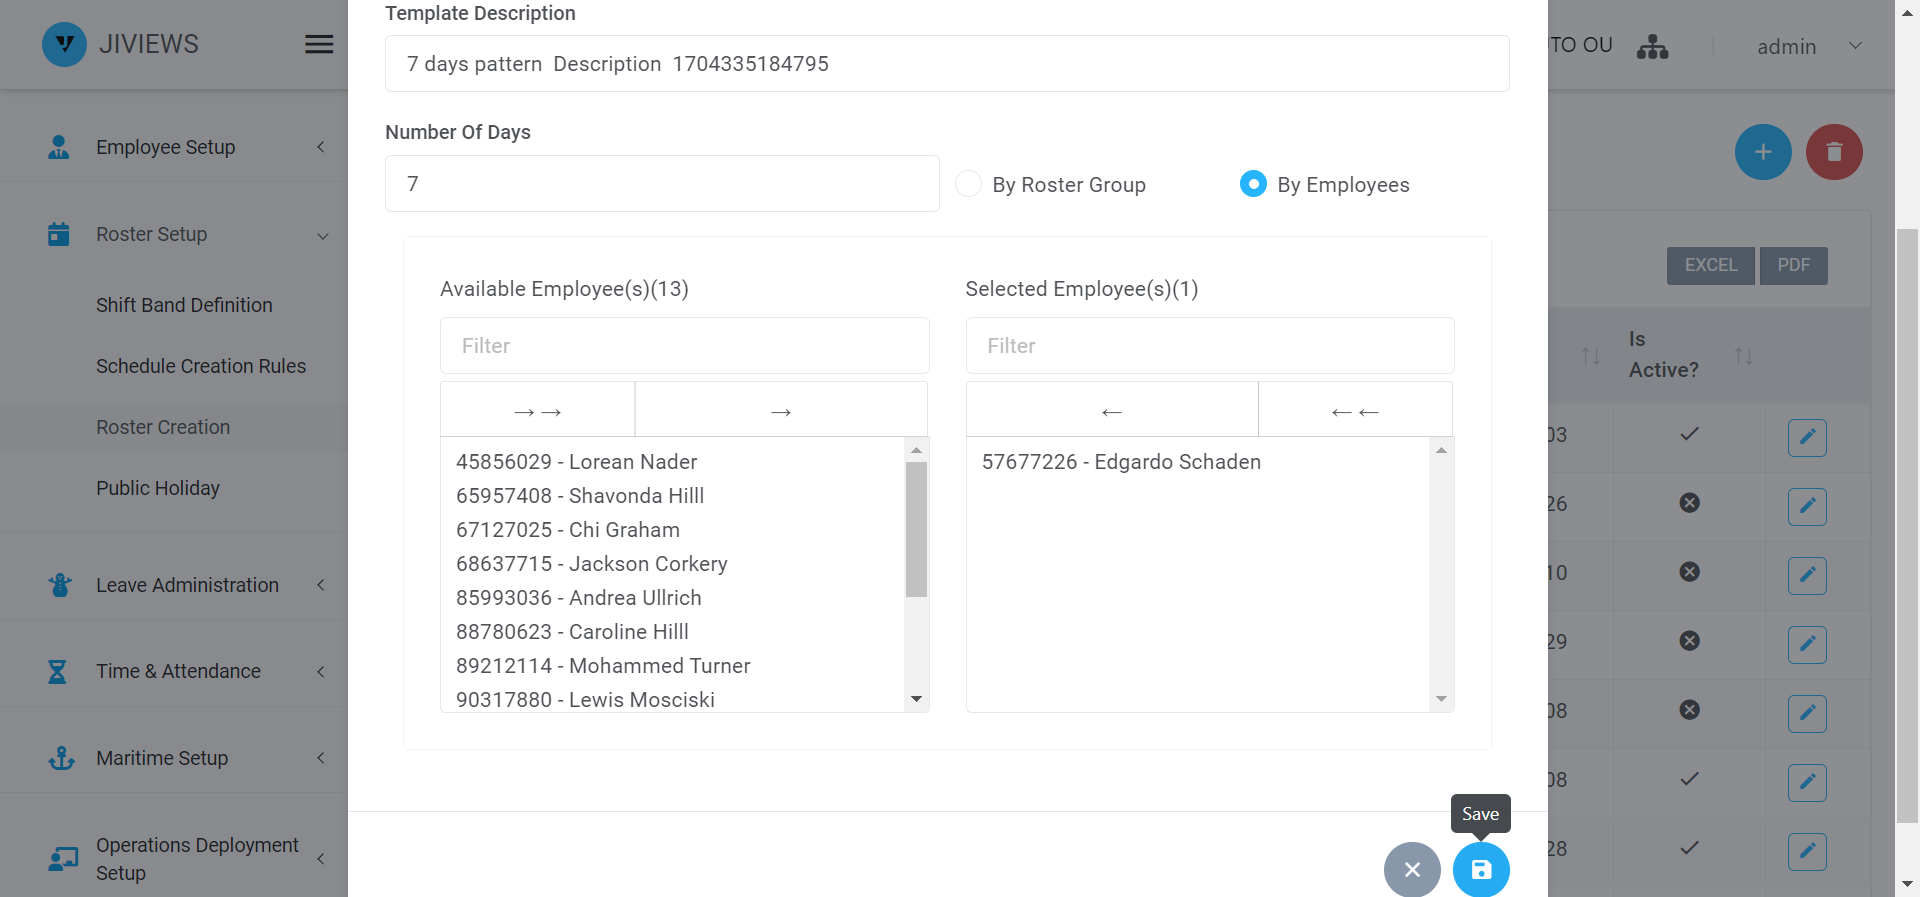 JIVIEWS
Employee Setup
Roster Setup
Shift Band Definition
Schedule Creation Rules
Roster Creation
Public Holiday
Leave Administration
Time & Attendance
Maritime Setup
Operations Deployment
Setup
Template Description
7 days pattern  Description  1704335184795
Number Of Days
7
By Roster Group
By Employees
Available Employee(s)(13)
Filter
→→
→
45856029 - Lorean Nader
65957408 - Shavonda Hilll
67127025 - Chi Graham
68637715 - Jackson Corkery
85993036 - Andrea Ullrich
88780623 - Caroline Hilll
89212114 - Mohammed Turner
90317880 - Lewis Mosciski
Selected Employee(s)(1)
Filter
←
←←
57677226 - Edgardo Schaden
Save
TO OU
admin
EXCEL
PDF
Is
Active?
03
26
10
29
08
08
28